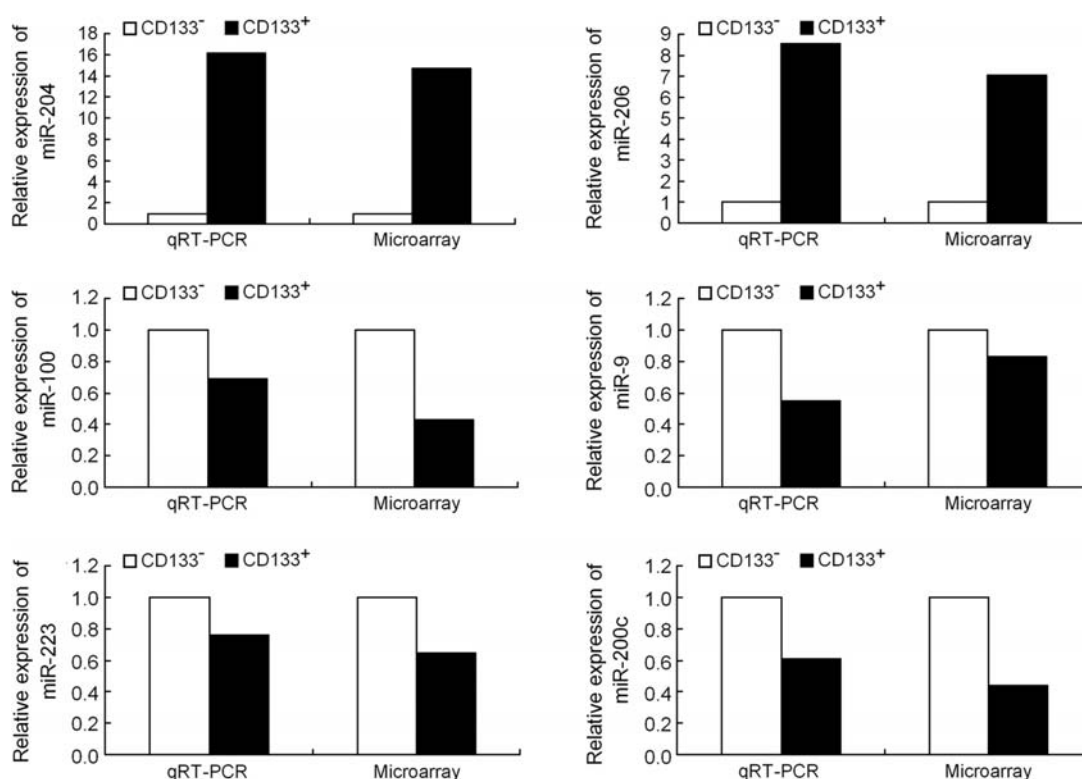 CD133- CD133+
Relative expression of
miR-204
18
16
14
12
10
8
6
4
2
0
qRT-PCR Microarray
CD133- CD133+
Relative expression of
miR-206
9
8
7
6
5
4
3
2
1
0
qRT-PCR Microarray
CD133- CD133+
Relative expression of
miR-100
1.2
1.0
0.8
0.6
0.4
0.2
0.0
qRT-PCR Microarray
CD133- CD133+
Relative expression of
miR-9
1.2
1.0
0.8
0.6
0.4
0.2
0.0
qRT-PCR Microarray
CD133- CD133+
Relative expression of
miR-223
1.2
1.0
0.8
0.6
0.4
0.2
0.0
qRT-PCR Microarray
CD133- CD133+
Relative expression of
miR-200c
1.2
1.0
0.8
0.6
0.4
0.2
0.0
qRT-PCR Microarray